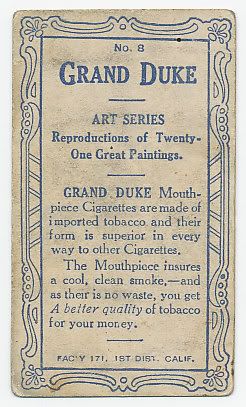 No. 8
GRAND DUKE
ART SERIES
Reproductions of Twenty-
One Great Paintings.
GRAND DUKE Mouth-
piece Cigarettes are made of
imported tobacco and their
form is superior in every
way to other Cigarettes.
The Mouthpiece insures
a cool, clean smoke,—and
as their is no waste, you get
A better quality of tobacco
for your money.
FAC'Y 171, 1ST DIST. CALIF.